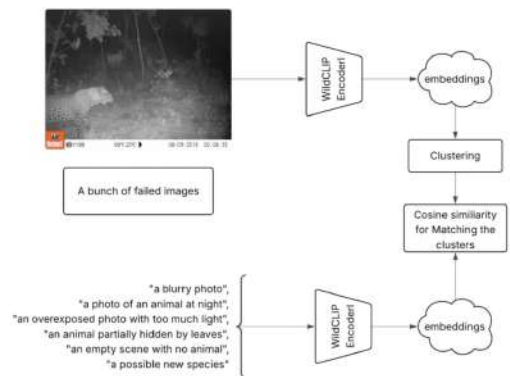 WildCLIP
Encoderl
embeddings
Clustering
A bunch of failed images
Cosine similiarity
for Matching the
clusters
"a blurry photo",
"a photo of an animal at night",
"an overexposed photo with too much light",
"an animal partially hidden by leaves",
"an empty scene with no animal",
"a possible new species"
WildCLIP
Encoderl
embeddings